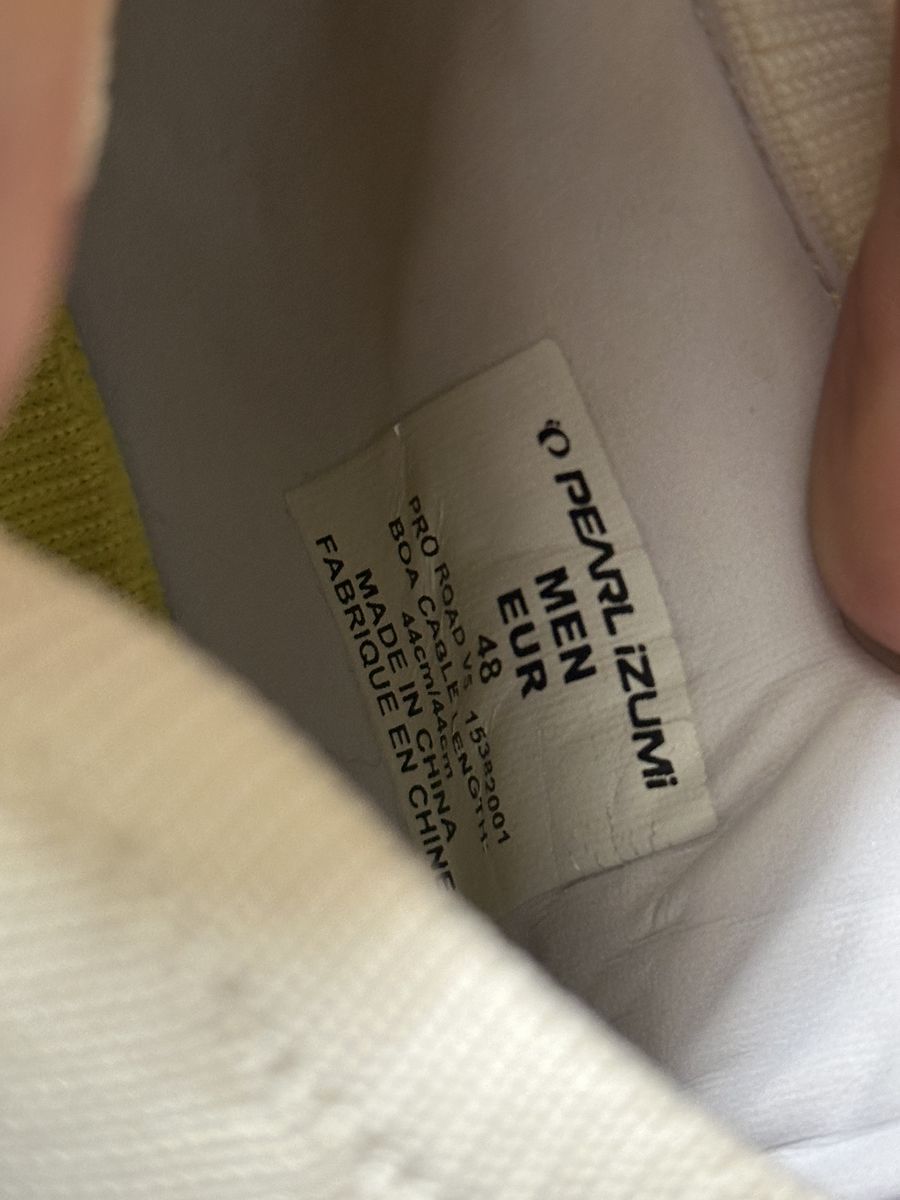 PEARL iZUMi
MEN
EUR
48
PRO ROAD V5 15382001
BOA CABLE LENGTH:
44cm/44cm
MADE IN CHINA
FABRIQUE EN CHINE